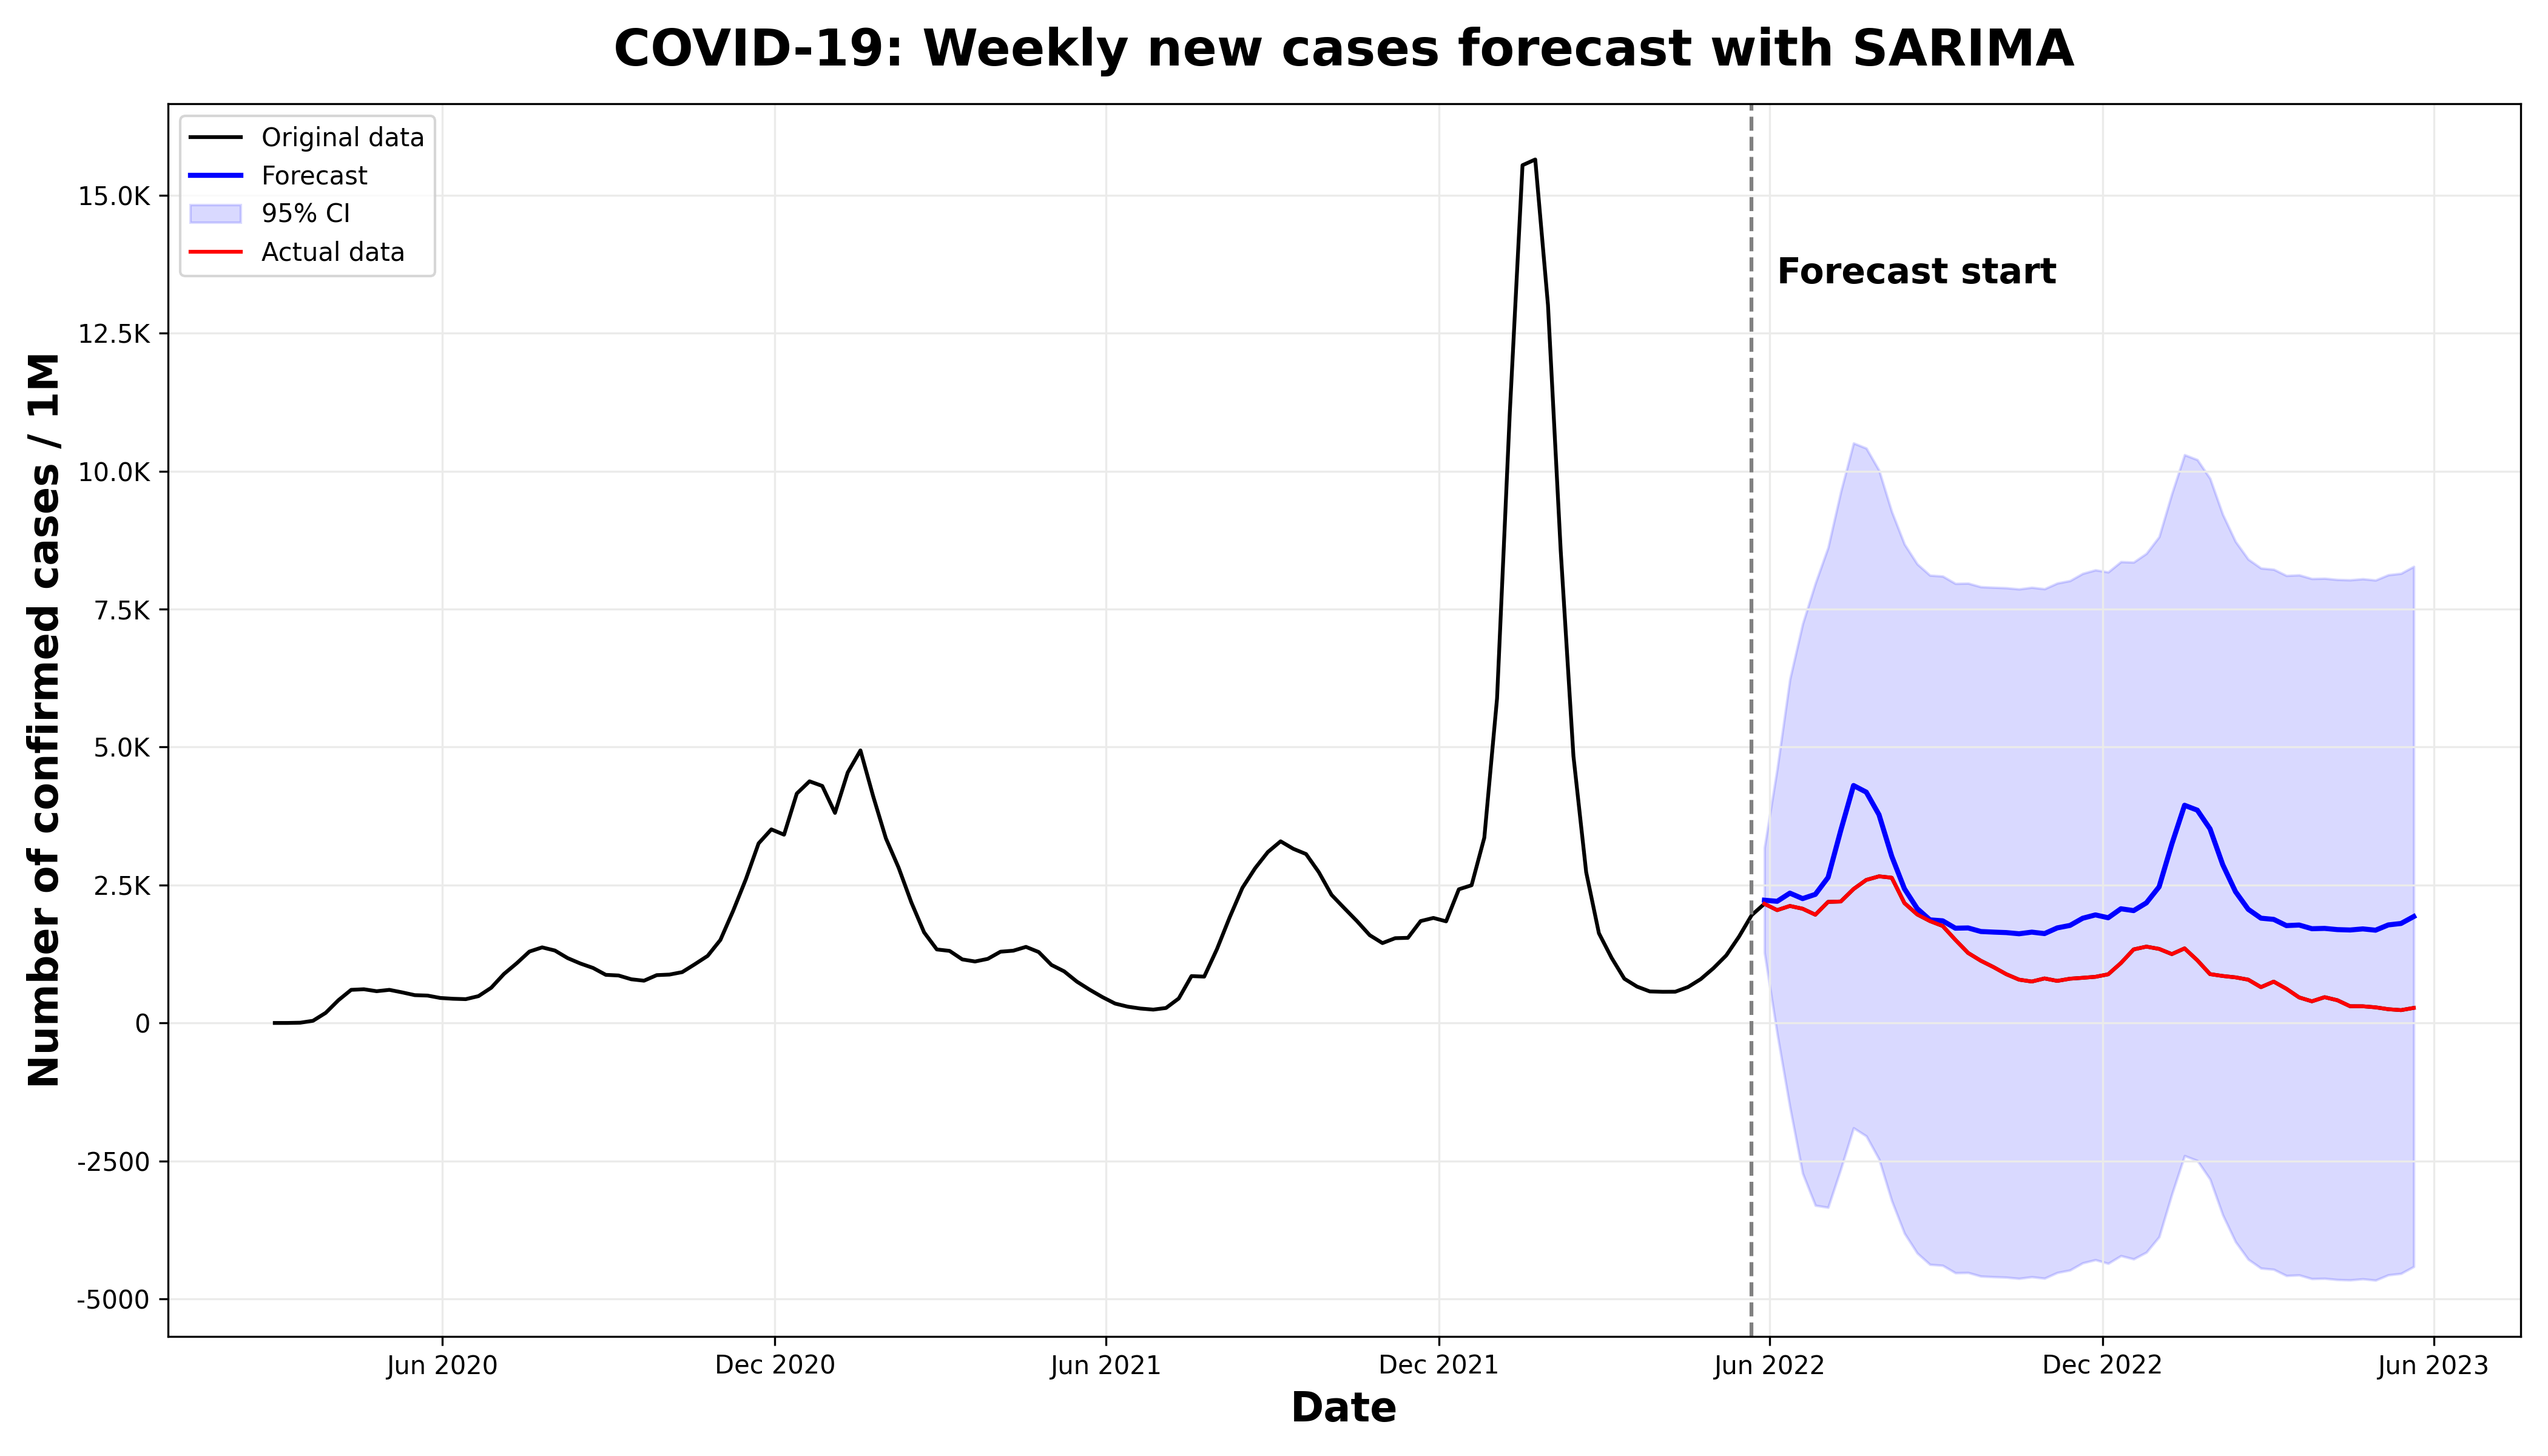 COVID-19: Weekly new cases forecast with SARIMA
Original data
Forecast
95% CI
Actual data
Forecast start
Number of confirmed cases / 1M
15.0K
12.5K
10.0K
7.5K
5.0K
2.5K
0
-2500
-5000
Jun 2020
Dec 2020
Jun 2021
Dec 2021
Jun 2022
Dec 2022
Jun 2023
Date